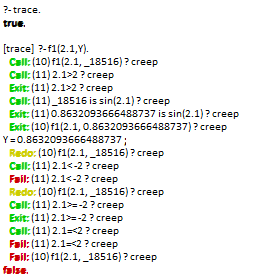 ?- trace.
true.
[trace] ?- f1(2.1,Y).
Call: (10) f1(2.1, _18516) ? creep
Call: (11) 2.1>2 ? creep
Exit: (11) 2.1>2 ? creep
Call: (11) _18516 is sin(2.1) ? creep
Exit: (11) 0.8632093666488737 is sin(2.1) ? creep
Exit: (10) f1(2.1, 0.8632093666488737) ? creep
Y = 0.8632093666488737 ;
Redo: (10) f1(2.1, _18516) ? creep
Call: (11) 2.1<-2 ? creep
Fail: (11) 2.1<-2 ? creep
Redo: (10) f1(2.1, _18516) ? creep
Call: (11) 2.1>=-2 ? creep
Exit: (11) 2.1>=-2 ? creep
Call: (11) 2.1=<2 ? creep
Fail: (11) 2.1=<2 ? creep
Fail: (10) f1(2.1, _18516) ? creep
false.